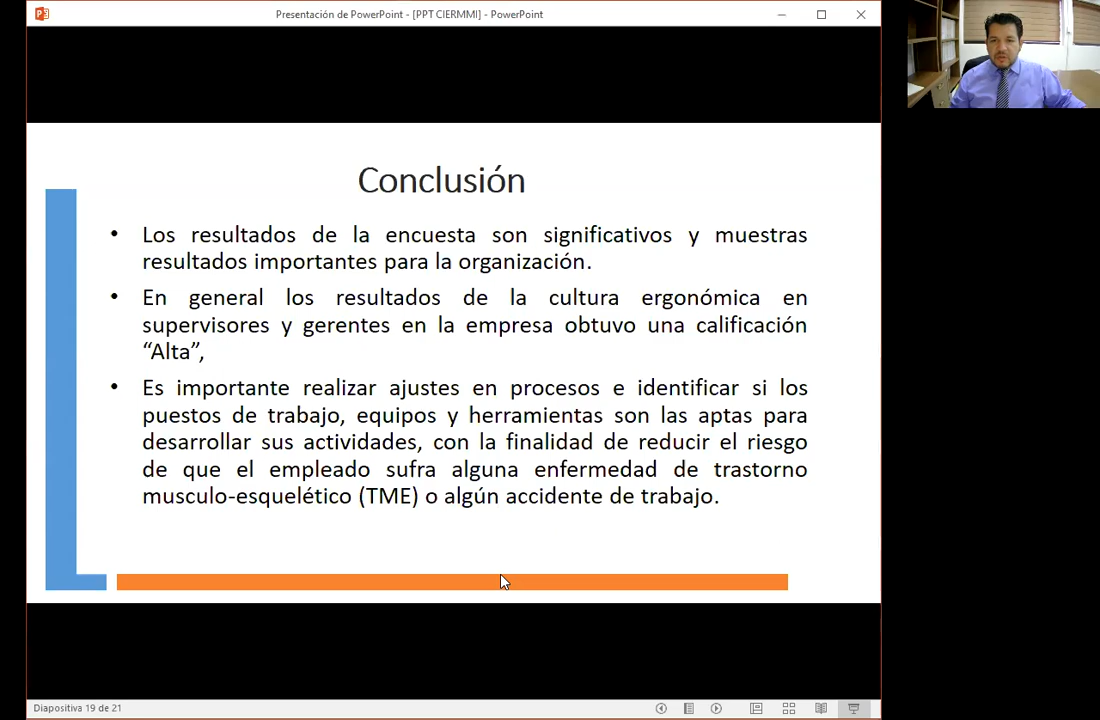 Presentación de PowerPoint - [PPT CIERMMI] - PowerPoint
Conclusión
• Los resultados de la encuesta son significativos y muestras
resultados importantes para la organización.
• En general los resultados de la cultura ergonómica en
supervisores y gerentes en la empresa obtuvo una calificación
“Alta”,
• Es importante realizar ajustes en procesos e identificar si los
puestos de trabajo, equipos y herramientas son las aptas para
desarrollar sus actividades, con la finalidad de reducir el riesgo
de que el empleado sufra alguna enfermedad de trastorno
musculo-esquelético (TME) o algún accidente de trabajo.
Diapositiva 19 de 21